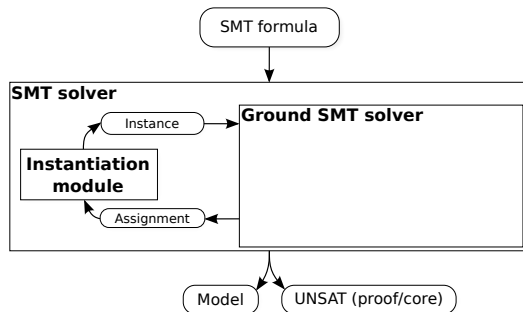 SMT formula
SMT solver
Ground SMT solver
Instance
Instantiation
module
Assignment
Model
UNSAT (proof/core)